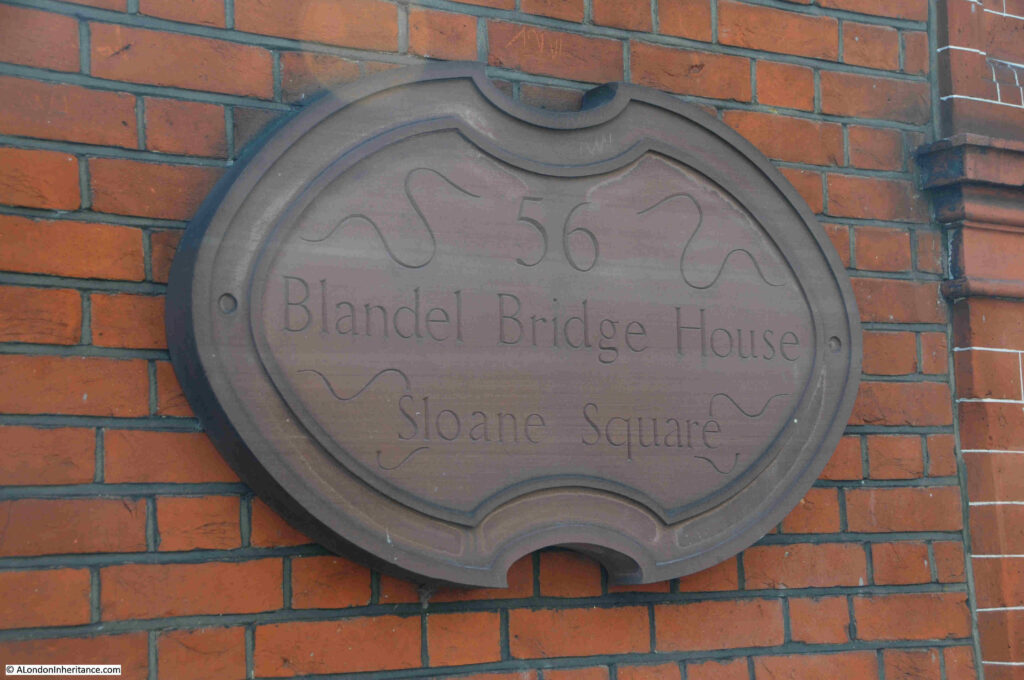 56
Blandel Bridge House
Sloane Square
© ALondonInheritance.com